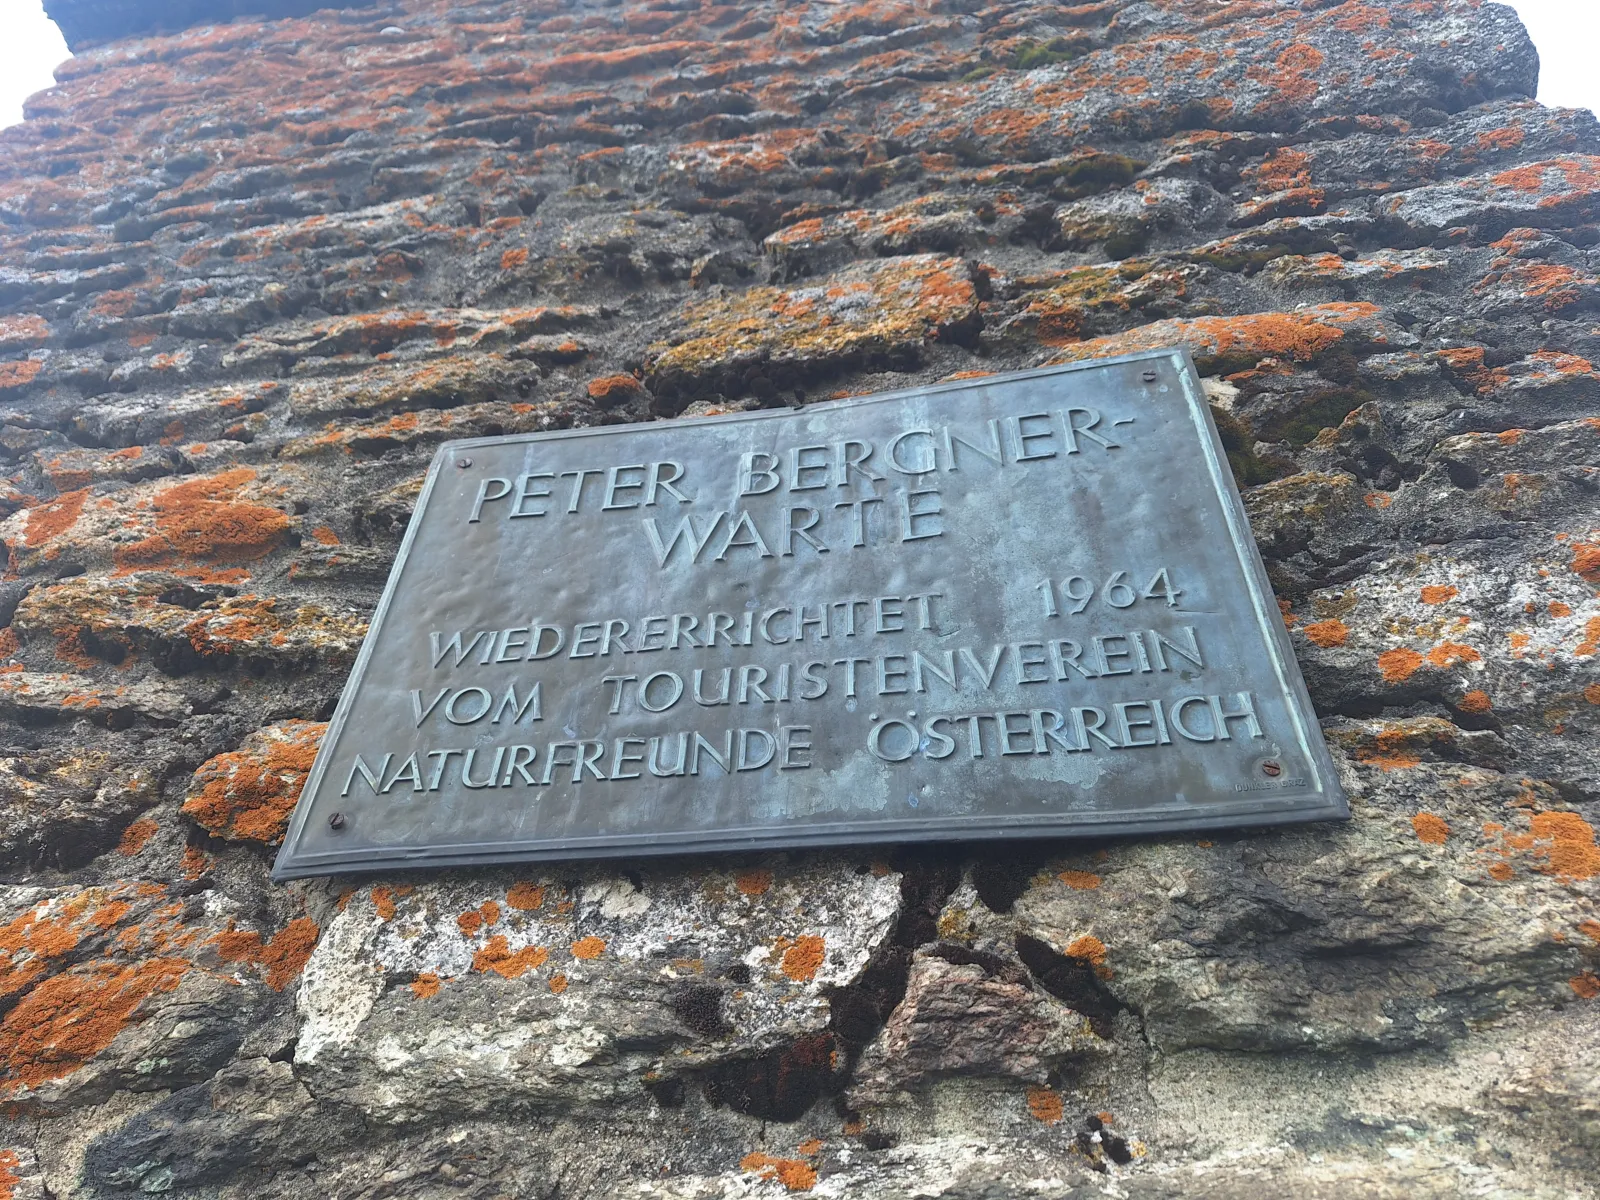 PETER BERGNER-
WARTE
WIEDERERRICHTET 1964
VOM TOURISTENVEREIN
NATURFREUNDE ÖSTERREICH